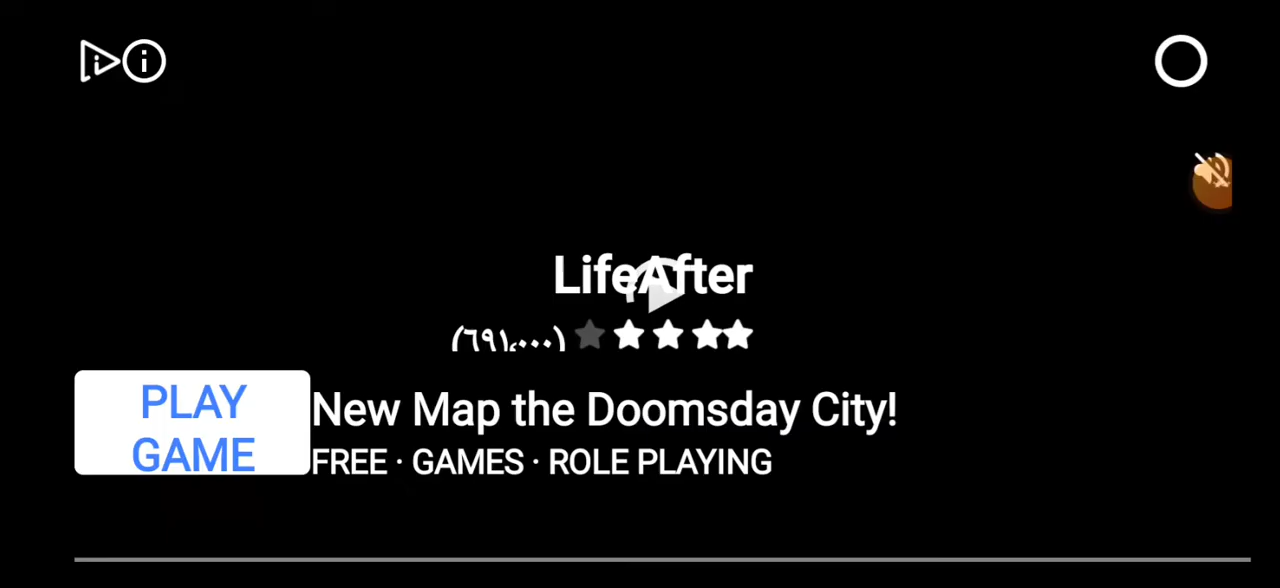 LifeAfter
(٦٩١,٠٠٠)
PLAY
GAME
New Map the Doomsday City!
FREE · GAMES · ROLE PLAYING